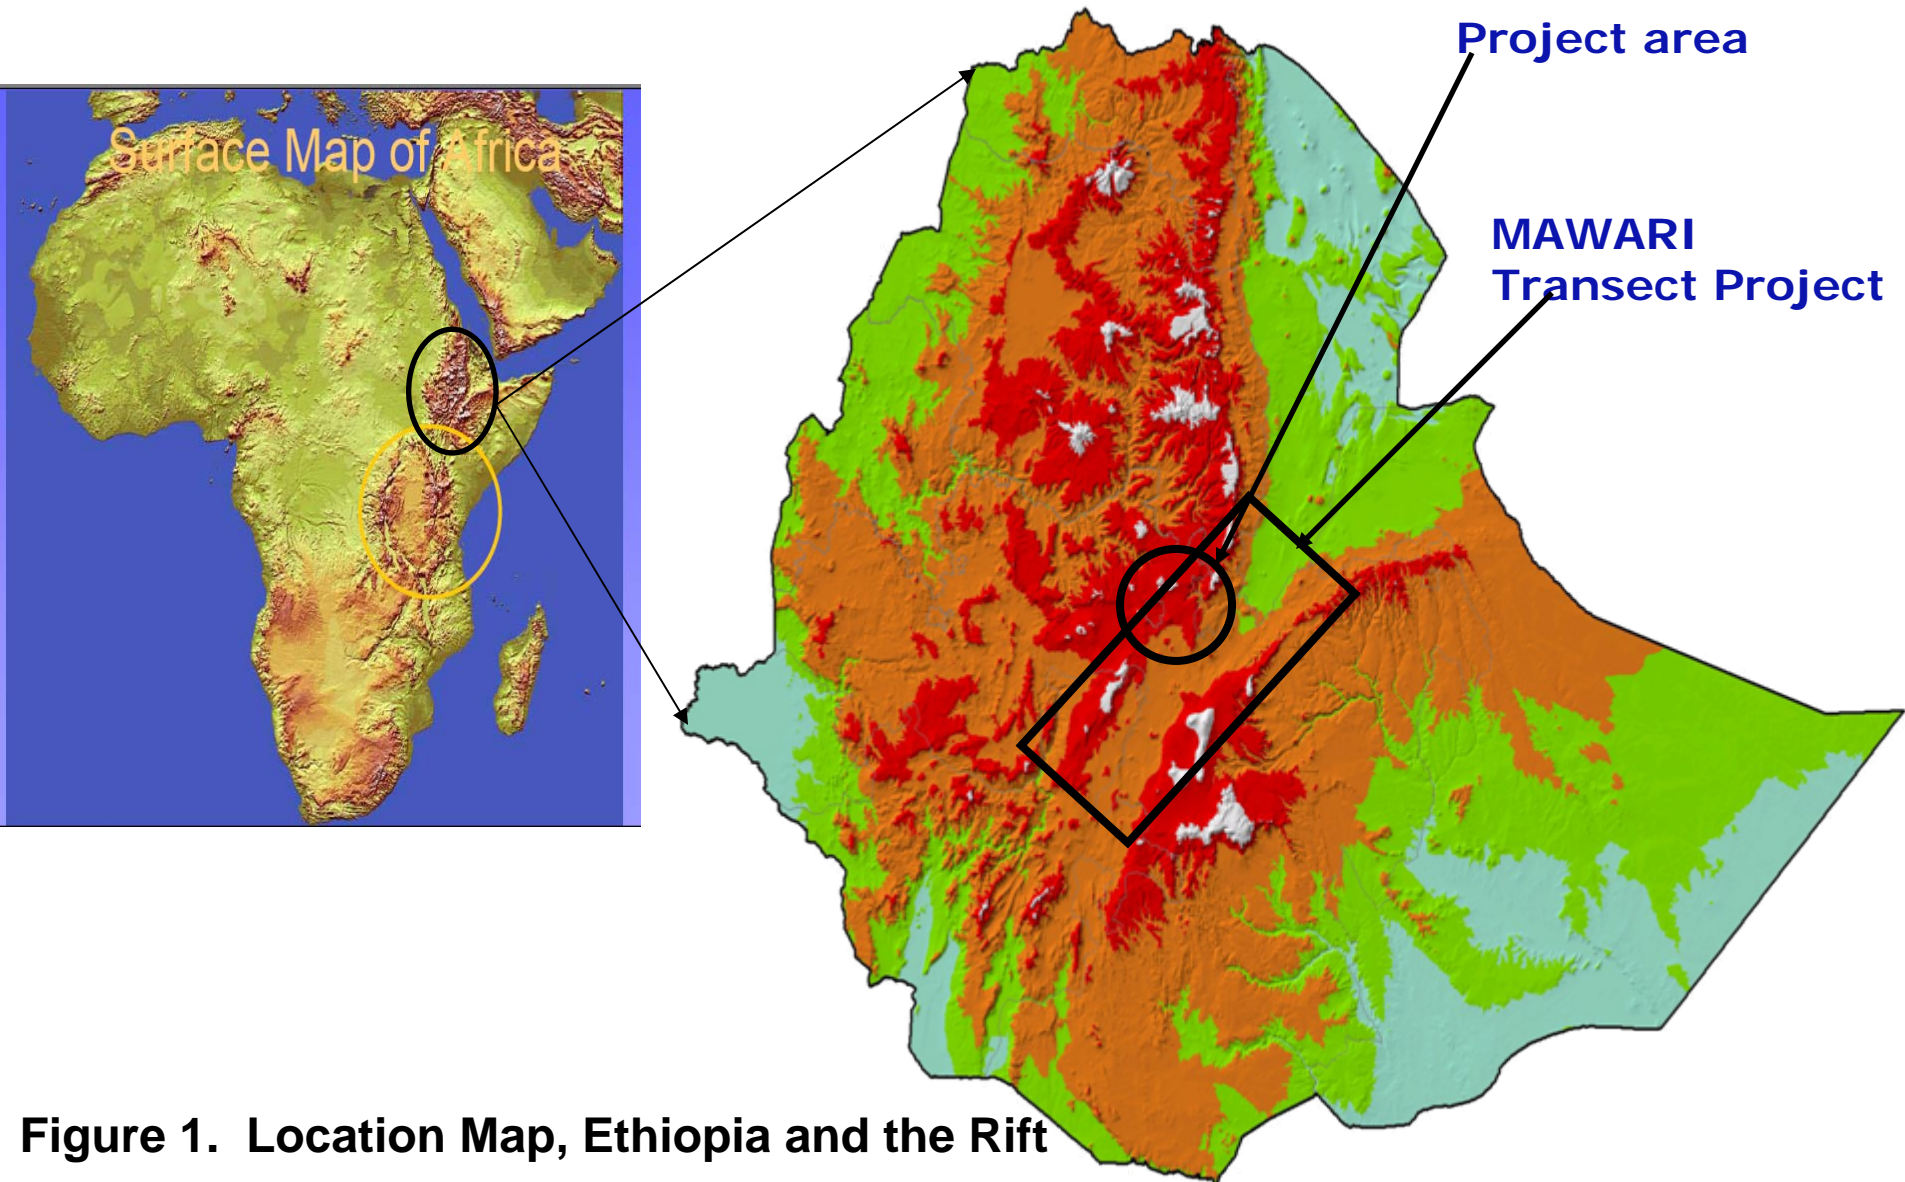 Project area
Surface Map of Africa
MAWARI
Transect Project
Figure 1. Location Map, Ethiopia and the Rift